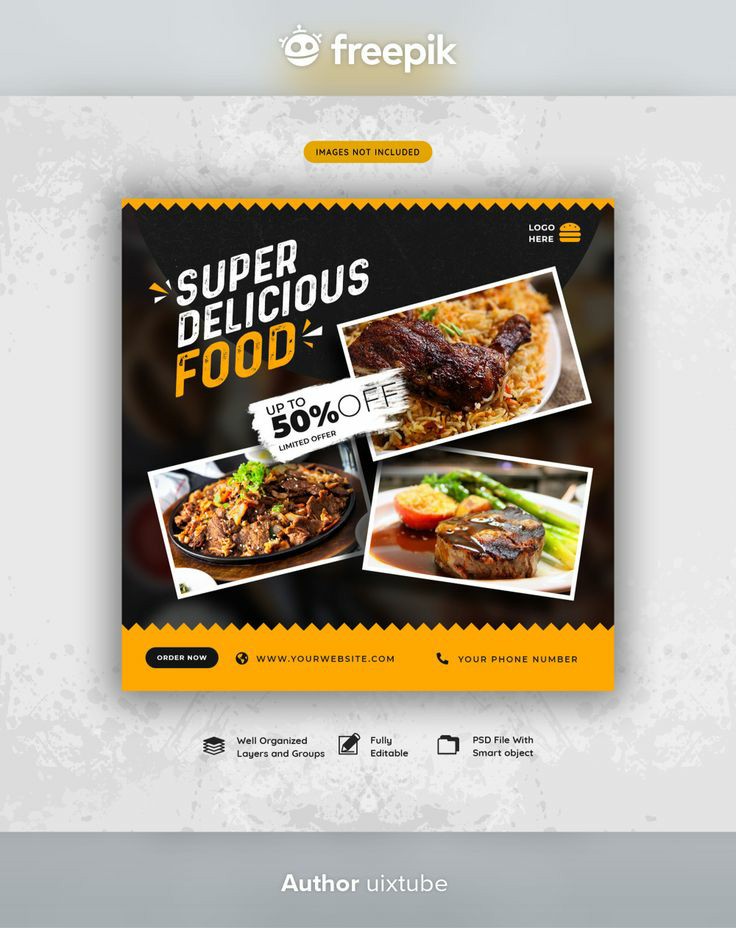 freepik
IMAGES NOT INCLUDED
LOGO
HERE
SUPER
DELICIOUS
FOOD
UP TO
50%OFF
LIMITED OFFER
ORDER NOW
WWW.YOURWEBSITE.COM
YOUR PHONE NUMBER
Well Organized
Layers and Groups
Fully
Editable
PSD File With
Smart object
Author uixtube